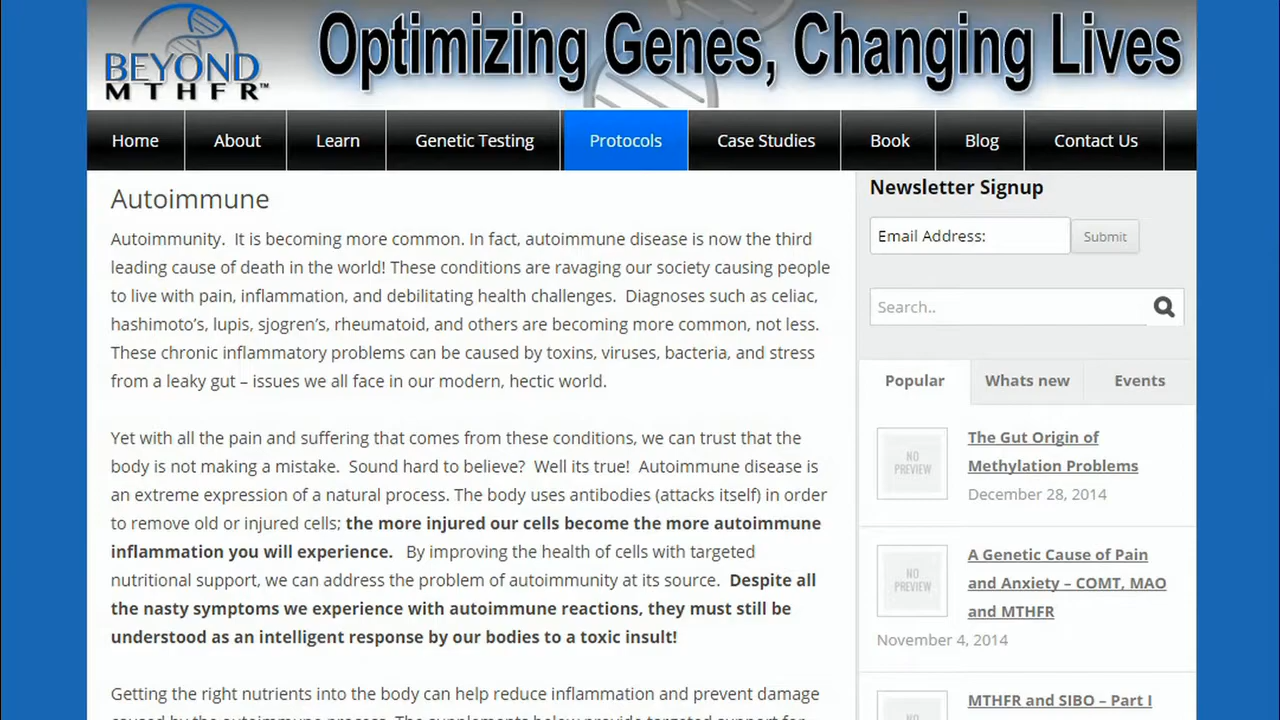 BEYOND
MTHFR™
Optimizing Genes, Changing Lives
Home
About
Learn
Genetic Testing
Protocols
Case Studies
Book
Blog
Contact Us
Autoimmune
Autoimmunity.  It is becoming more common. In fact, autoimmune disease is now the third
leading cause of death in the world! These conditions are ravaging our society causing people
to live with pain, inflammation, and debilitating health challenges.  Diagnoses such as celiac,
hashimoto's, lupis, sjogren's, rheumatoid, and others are becoming more common, not less.
These chronic inflammatory problems can be caused by toxins, viruses, bacteria, and stress
from a leaky gut – issues we all face in our modern, hectic world.
Yet with all the pain and suffering that comes from these conditions, we can trust that the
body is not making a mistake.  Sound hard to believe?  Well its true!  Autoimmune disease is
an extreme expression of a natural process. The body uses antibodies (attacks itself) in order
to remove old or injured cells; the more injured our cells become the more autoimmune
inflammation you will experience.   By improving the health of cells with targeted
nutritional support, we can address the problem of autoimmunity at its source.  Despite all
the nasty symptoms we experience with autoimmune reactions, they must still be
understood as an intelligent response by our bodies to a toxic insult!
Getting the right nutrients into the body can help reduce inflammation and prevent damage
caused by the autoimmune process. The supplements below provide targeted support for
Newsletter Signup
Email Address:
Submit
Search..
Popular
Whats new
Events
NO
PREVIEW
The Gut Origin of
Methylation Problems
December 28, 2014
NO
PREVIEW
A Genetic Cause of Pain
and Anxiety – COMT, MAO
and MTHFR
November 4, 2014
NO
MTHFR and SIBO – Part I